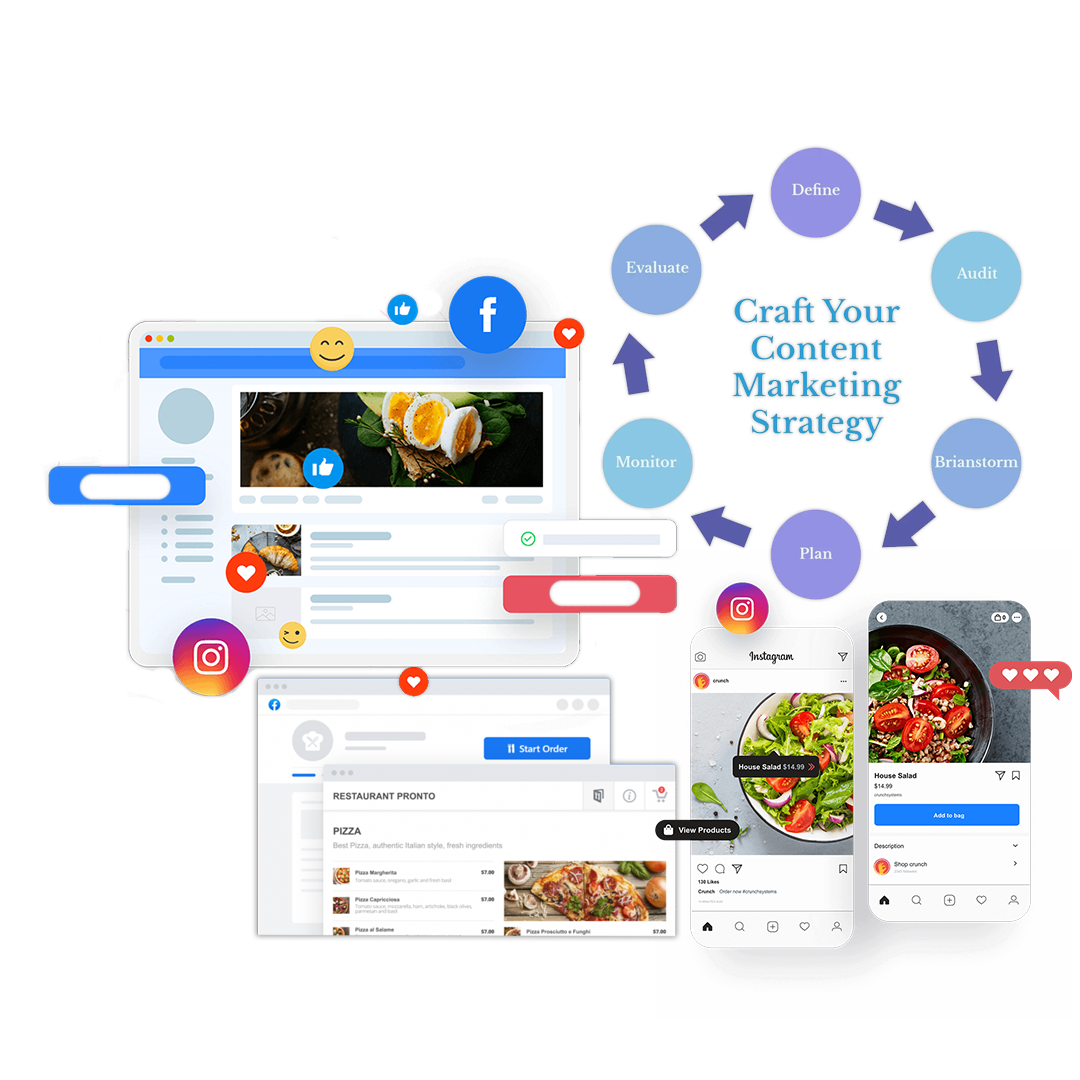 Define
Evaluate
Audit
Craft Your
Content
Marketing
Strategy
Monitor
Brianstorm
Plan
f
Instagram
crunch
House Salad $14.99
View Products
138 Likes
Crunch Order now #crunchsystems
0
House Salad
$14.99
crunchsystems
Add to bag
Description
Shop crunch
Start Order
RESTAURANT PRONTO
PIZZA
Best Pizza, authentic Italian style, fresh ingredients
Pizza Margherita $7.00
Tomato sauce, oregano, garlic and fresh basil
Pizza Capricciosa $7.00
Tomato sauce, mozzarella, ham, artichoke, black olives,
parmesan and basil
Pizza al Salame $7.00
Pizza Prosciutto e Funghi $7.00